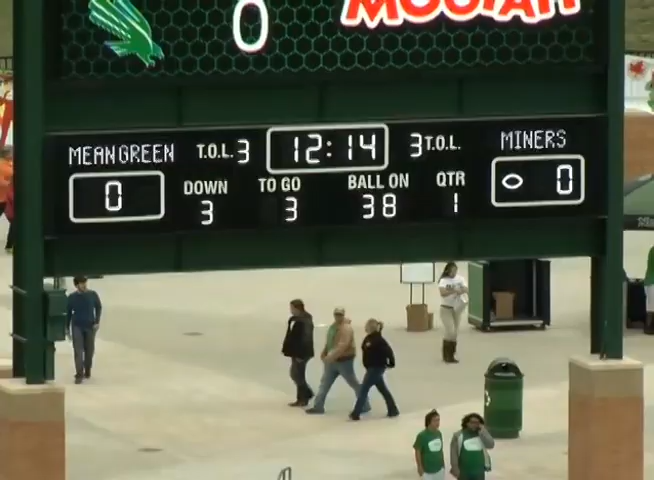 0 MOOYAH
MEAN GREEN T.O.L. 3 12:14 3 T.O.L. MINERS
0 DOWN TO GO BALL ON QTR 0
3 3 38 1